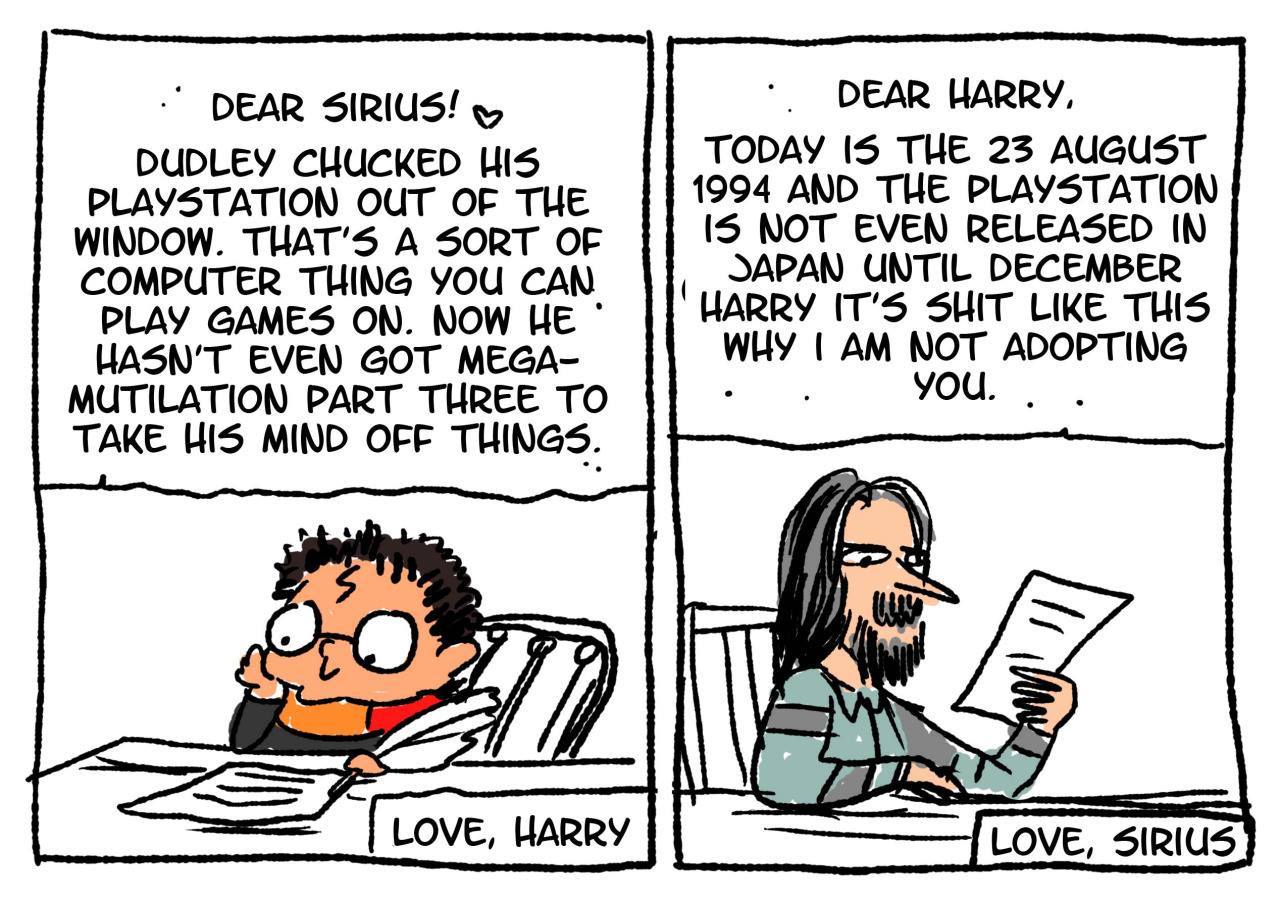 DEAR SIRIUS!
DUDLEY CHUCKED HIS
PLAYSTATION OUT OF THE
WINDOW. THAT'S A SORT OF
COMPUTER THING YOU CAN
PLAY GAMES ON. NOW HE
HASN'T EVEN GOT MEGA-
MUTILATION PART THREE TO
TAKE HIS MIND OFF THINGS.
LOVE, HARRY
DEAR HARRY,
TODAY IS THE 23 AUGUST
1994 AND THE PLAYSTATION
IS NOT EVEN RELEASED IN
JAPAN UNTIL DECEMBER
HARRY IT'S SHIT LIKE THIS
WHY I AM NOT ADOPTING
YOU.
LOVE, SIRIUS